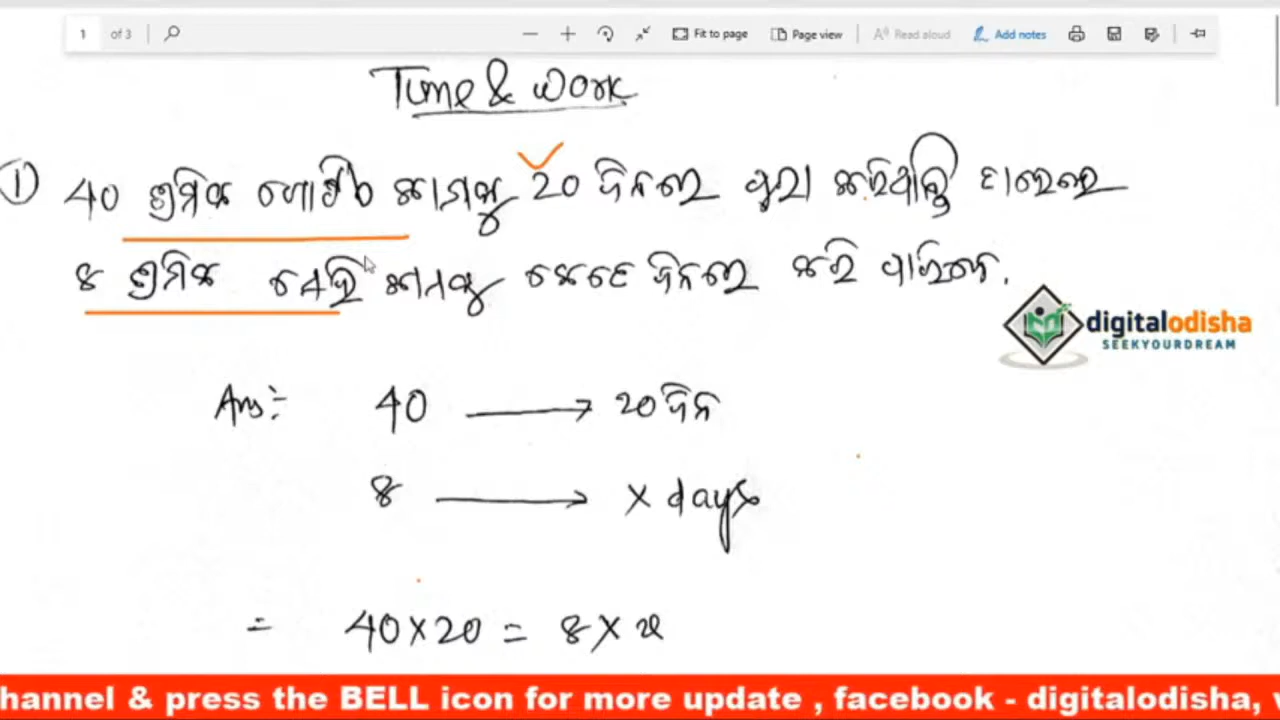 1 of 3 Fit to page Page view Read aloud Add notes
Time & work
① 40 ଶ୍ରମିକ ଗୋଟିଏ କାମକୁ 20 ଦିନରେ ପୁରା କରିଥାନ୍ତି ତାହେଲେ
8 ଶ୍ରମିକ ସେହି କାମକୁ କେତେ ଦିନରେ କରି ପାରିବେ.
digitalodisha
SEEKYOURDREAM
Ans:- 40 → 20 ଦିନ
8 → x days
= 40 × 20 = 8 × x
hannel & press the BELL icon for more update , facebook - digitalodisha,